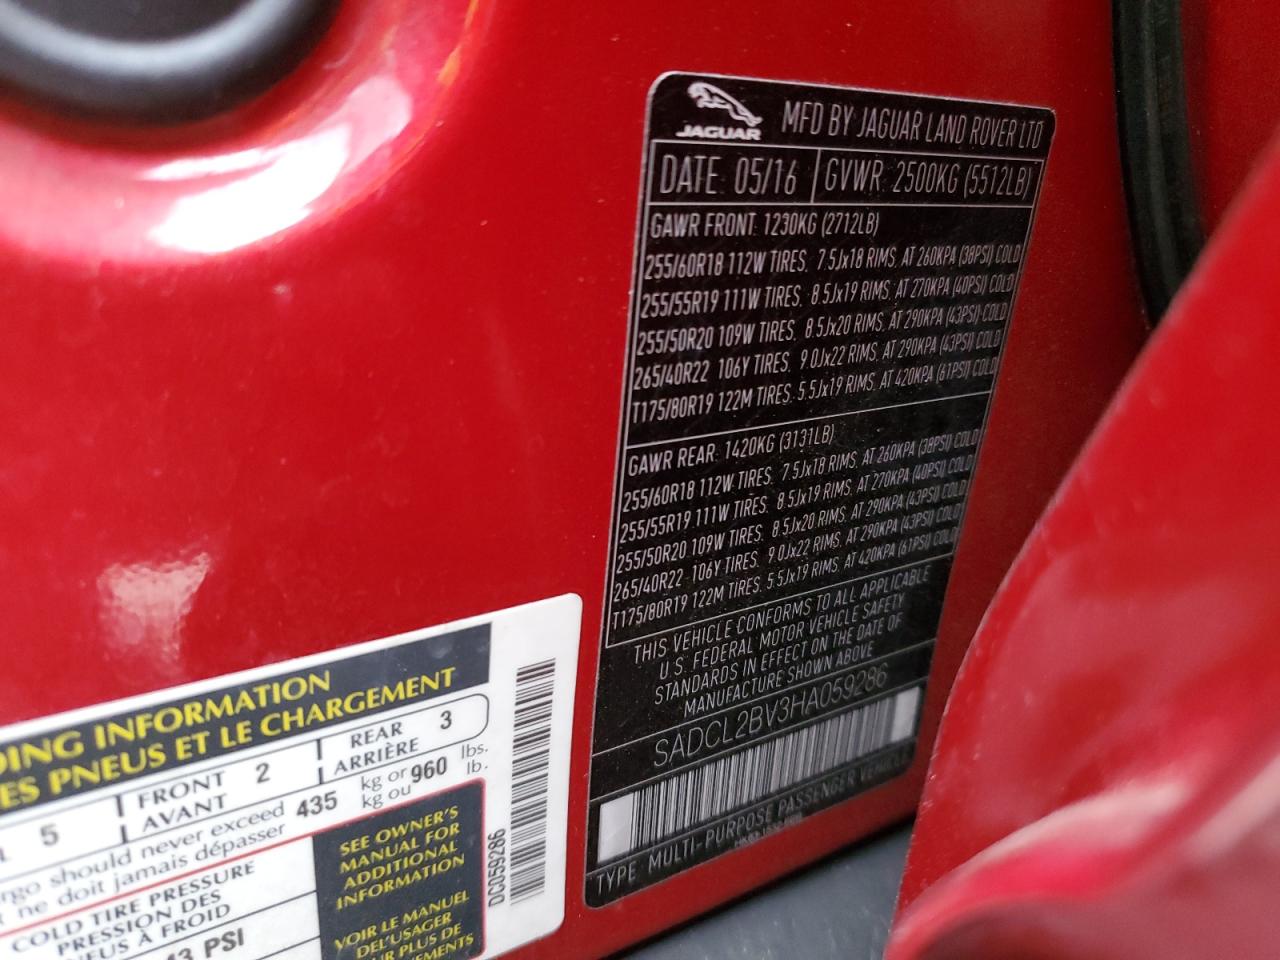 JAGUAR
MFD BY JAGUAR LAND ROVER LTD
DATE: 05/16
GVWR: 2500KG (5512LB)
GAWR FRONT: 1230KG (2712LB)
255/60R18 112W TIRES, 7.5Jx18 RIMS, AT 260KPA (38PSI) COLD
255/55R19 111W TIRES, 8.5Jx19 RIMS, AT 270KPA (40PSI) COLD
255/50R20 109W TIRES, 8.5Jx20 RIMS, AT 290KPA (43PSI) COLD
265/40R22 106Y TIRES, 9.0Jx22 RIMS, AT 290KPA (43PSI) COLD
T175/80R19 122M TIRES, 5.5Jx19 RIMS, AT 420KPA (61PSI) COLD
GAWR REAR: 1420KG (3131LB)
255/60R18 112W TIRES, 7.5Jx18 RIMS, AT 260KPA (38PSI) COLD
255/55R19 111W TIRES, 8.5Jx19 RIMS, AT 270KPA (40PSI) COLD
255/50R20 109W TIRES, 8.5Jx20 RIMS, AT 290KPA (43PSI) COLD
265/40R22 106Y TIRES, 9.0Jx22 RIMS, AT 290KPA (43PSI) COLD
T175/80R19 122M TIRES, 5.5Jx19 RIMS, AT 420KPA (61PSI) COLD
THIS VEHICLE CONFORMS TO ALL APPLICABLE
U.S. FEDERAL MOTOR VEHICLE SAFETY
STANDARDS IN EFFECT ON THE DATE OF
MANUFACTURE SHOWN ABOVE
SADCL2BV3HA059286
TYPE: MULTI-PURPOSE PASSENGER VEHICLE
DING INFORMATION
ES PNEUS ET LE CHARGEMENT
5
FRONT
AVANT
2
REAR
ARRIÈRE
3
rgo should never exceed
ne doit jamais dépasser
435
kg or
kg ou
960
lbs.
lb.
COLD TIRE PRESSURE
PRESSION DES
NEUS À FROID
43 PSI
SEE OWNER'S
MANUAL FOR
ADDITIONAL
INFORMATION
VOIR LE MANUEL
DE L'USAGER
UR PLUS DE
DC059286